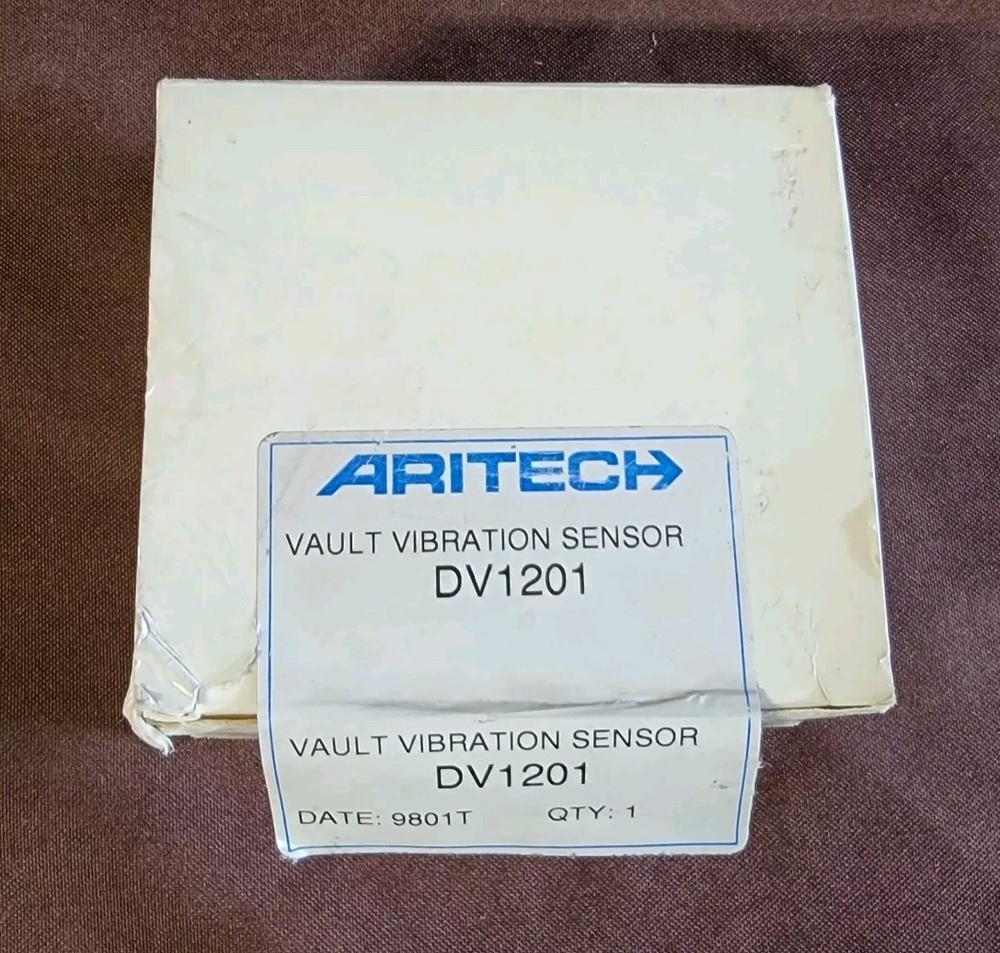 ARITECH
VAULT VIBRATION SENSOR
DV1201
VAULT VIBRATION SENSOR
DV1201
DATE: 9801T QTY: 1